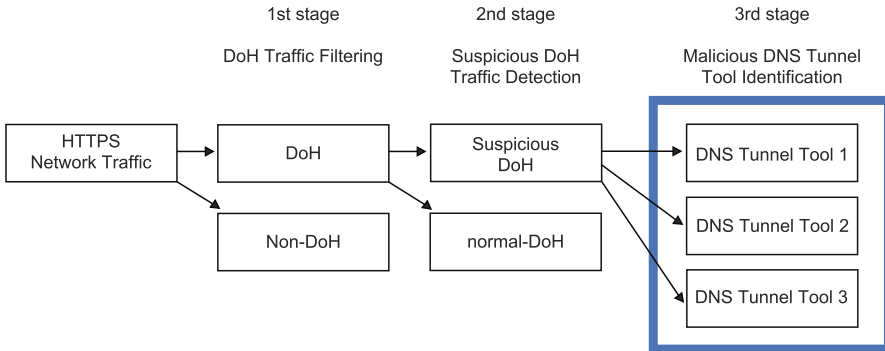 1st stage
2nd stage
3rd stage
DoH Traffic Filtering
Suspicious DoH
Traffic Detection
Malicious DNS Tunnel
Tool Identification
HTTPS
Network Traffic
DoH
Suspicious
DoH
DNS Tunnel Tool 1
Non-DoH
normal-DoH
DNS Tunnel Tool 2
DNS Tunnel Tool 3